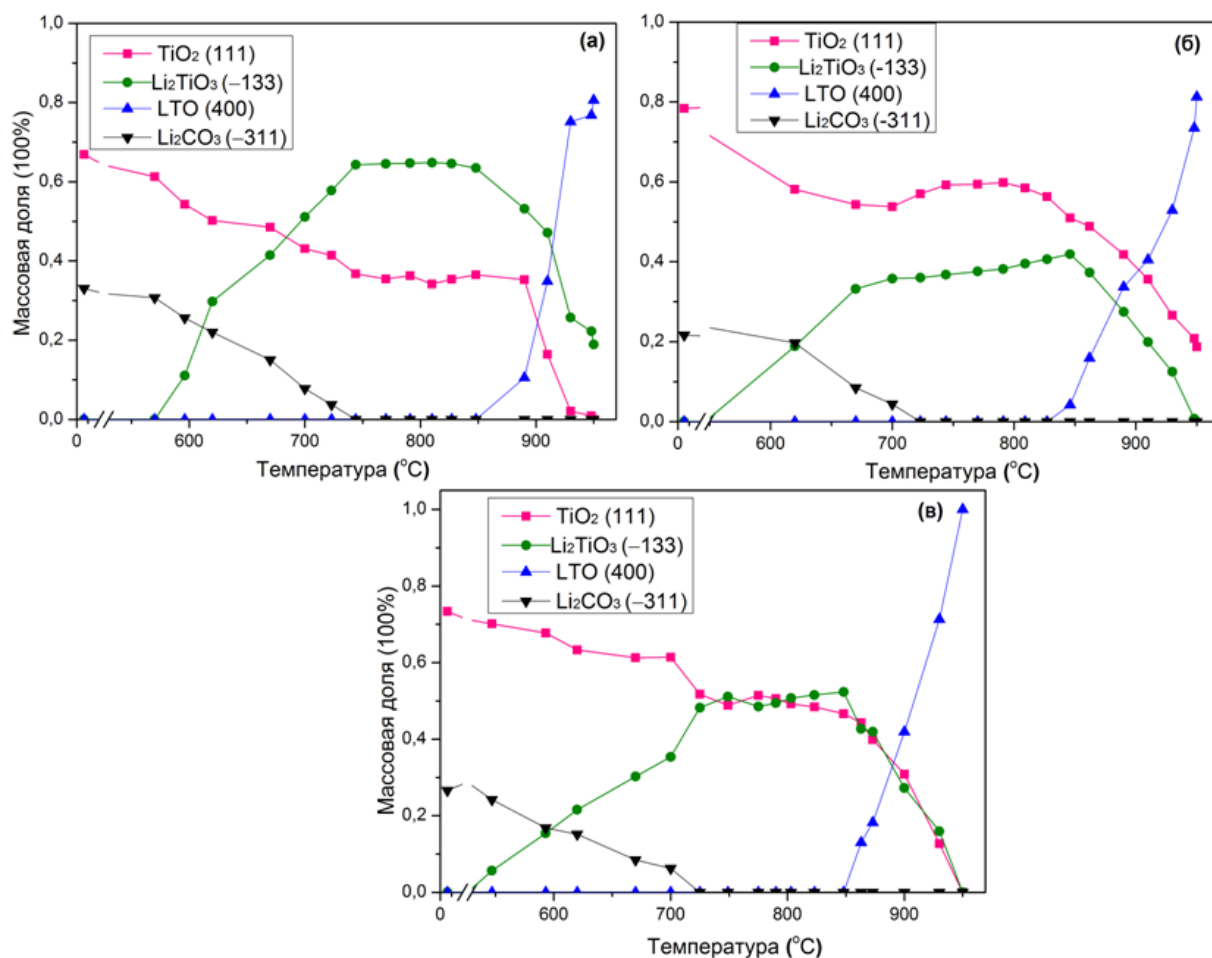 (а)
TiO₂ (111)
Li₂TiO₃ (−133)
LTO (400)
Li₂CO₃ (−311)
Массовая доля (100%)
1,0
0,8
0,6
0,4
0,2
0,0
0 600 700 800 900
Температура (°C)
(б)
TiO₂ (111)
Li₂TiO₃ (-133)
LTO (400)
Li₂CO₃ (-311)
1,0
0,8
0,6
0,4
0,2
0,0
0 600 700 800 900
Температура (°C)
(в)
TiO₂ (111)
Li₂TiO₃ (−133)
LTO (400)
Li₂CO₃ (−311)
Массовая доля (100%)
1,0
0,8
0,6
0,4
0,2
0,0
0 600 700 800 900
Температура (°C)